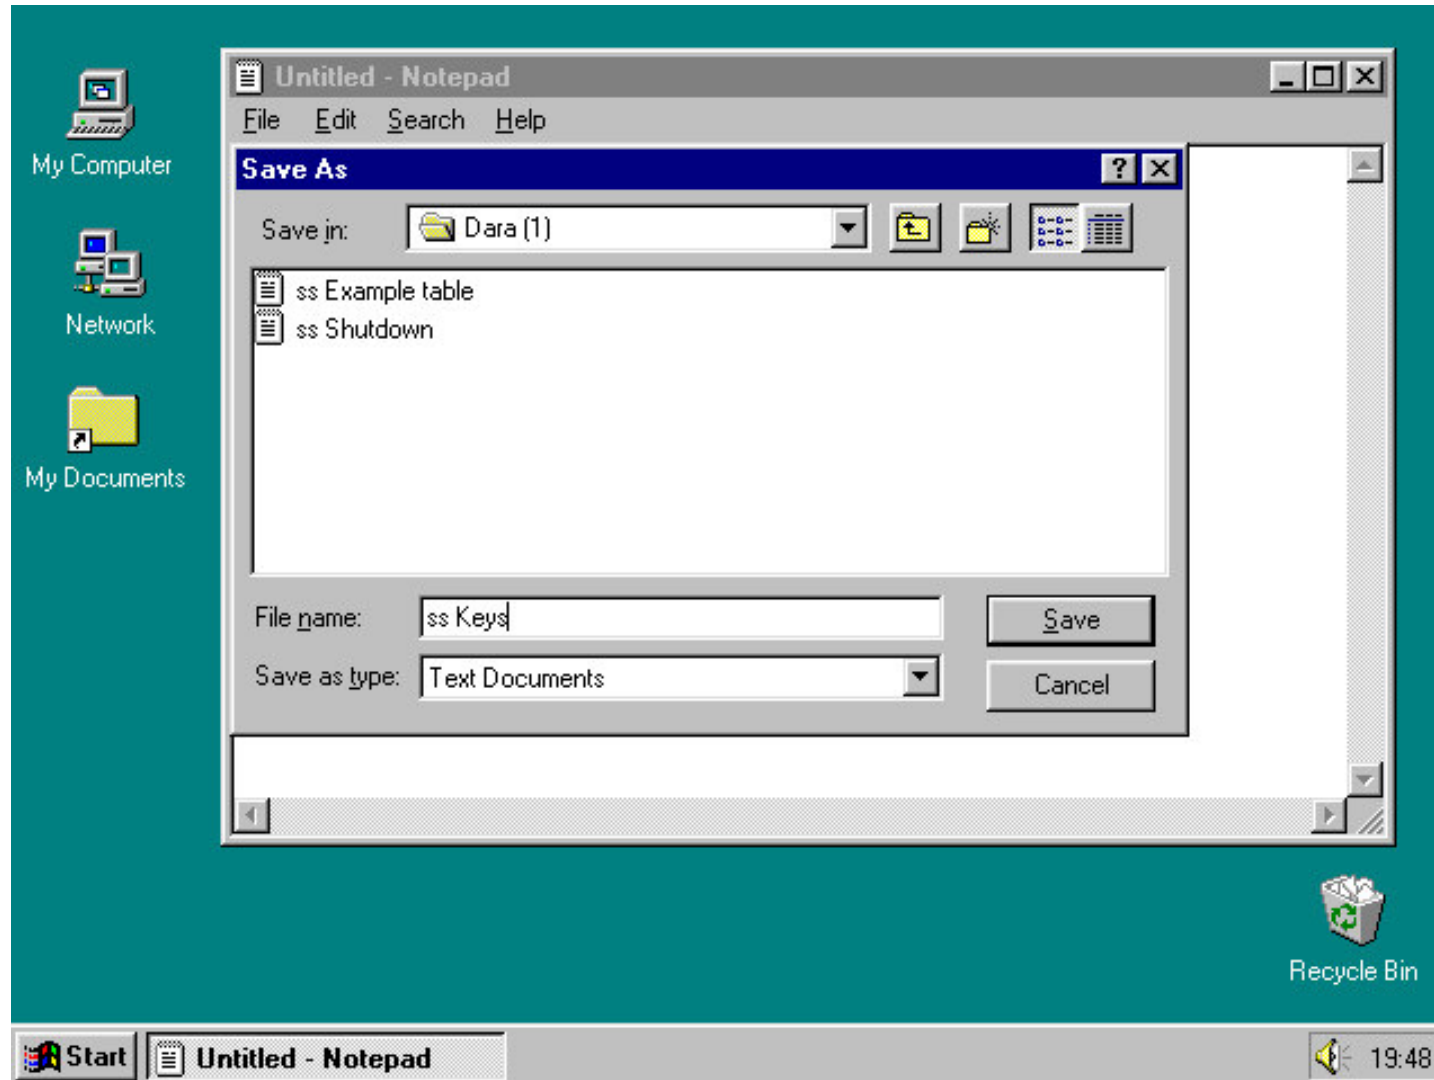 Untitled - Notepad
File Edit Search Help
My Computer
Save As
Save in: Dara (1)
ss Example table
ss Shutdown
Network
My Documents
File name: ss Keys Save
Save as type: Text Documents Cancel
Recycle Bin
Start Untitled - Notepad 19:48